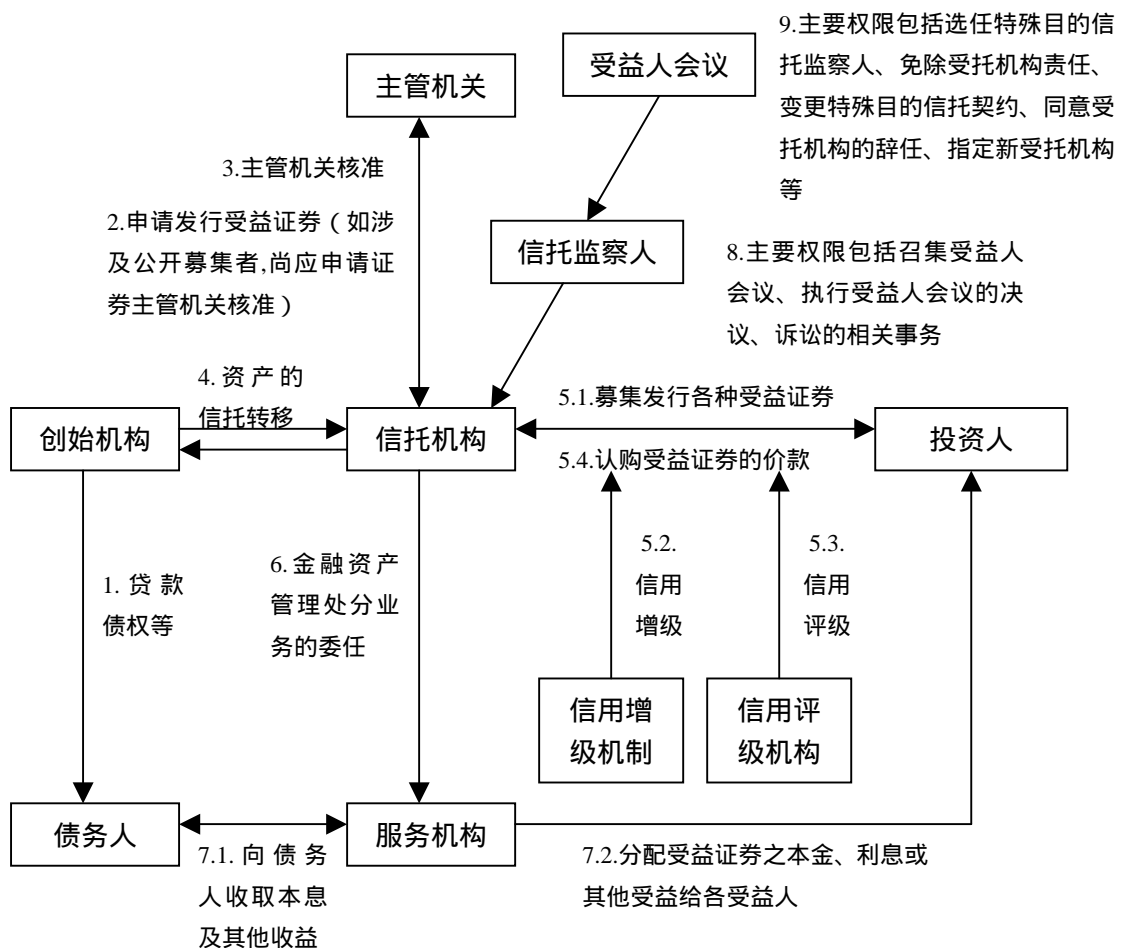 9.主要权限包括选任特殊目的信
托监察人、免除受托机构责任、
变更特殊目的信托契约、同意受
托机构的辞任、指定新受托机构
等
受益人会议
主管机关
3.主管机关核准
2.申请发行受益证券（如涉
及公开募集者,尚应申请证
券主管机关核准）
信托监察人
8.主要权限包括召集受益人
会议、执行受益人会议的决
议、诉讼的相关事务
4.资产的
信托转移
5.1.募集发行各种受益证券
创始机构
信托机构
投资人
5.4.认购受益证券的价款
1.贷款
债权等
6.金融资产
管理处分业
务的委任
5.2.
信用
增级
5.3.
信用
评级
信用增
级机制
信用评
级机构
债务人
服务机构
7.1.向债务
人收取本息
及其他收益
7.2.分配受益证券之本金、利息或
其他受益给各受益人